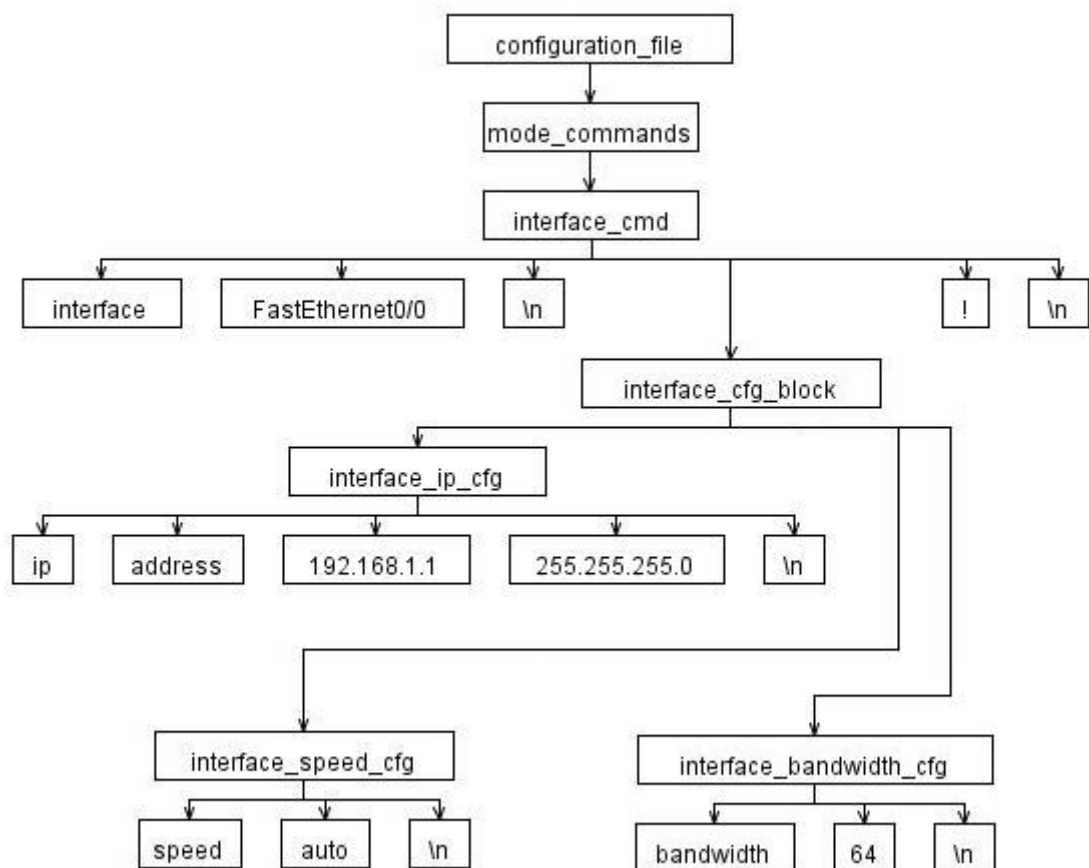 configuration_file
mode_commands
interface_cmd
interface FastEthernet0/0 \n ! \n
interface_cfg_block
interface_ip_cfg
ip address 192.168.1.1 255.255.255.0 \n
interface_speed_cfg interface_bandwidth_cfg
speed auto \n bandwidth 64 \n